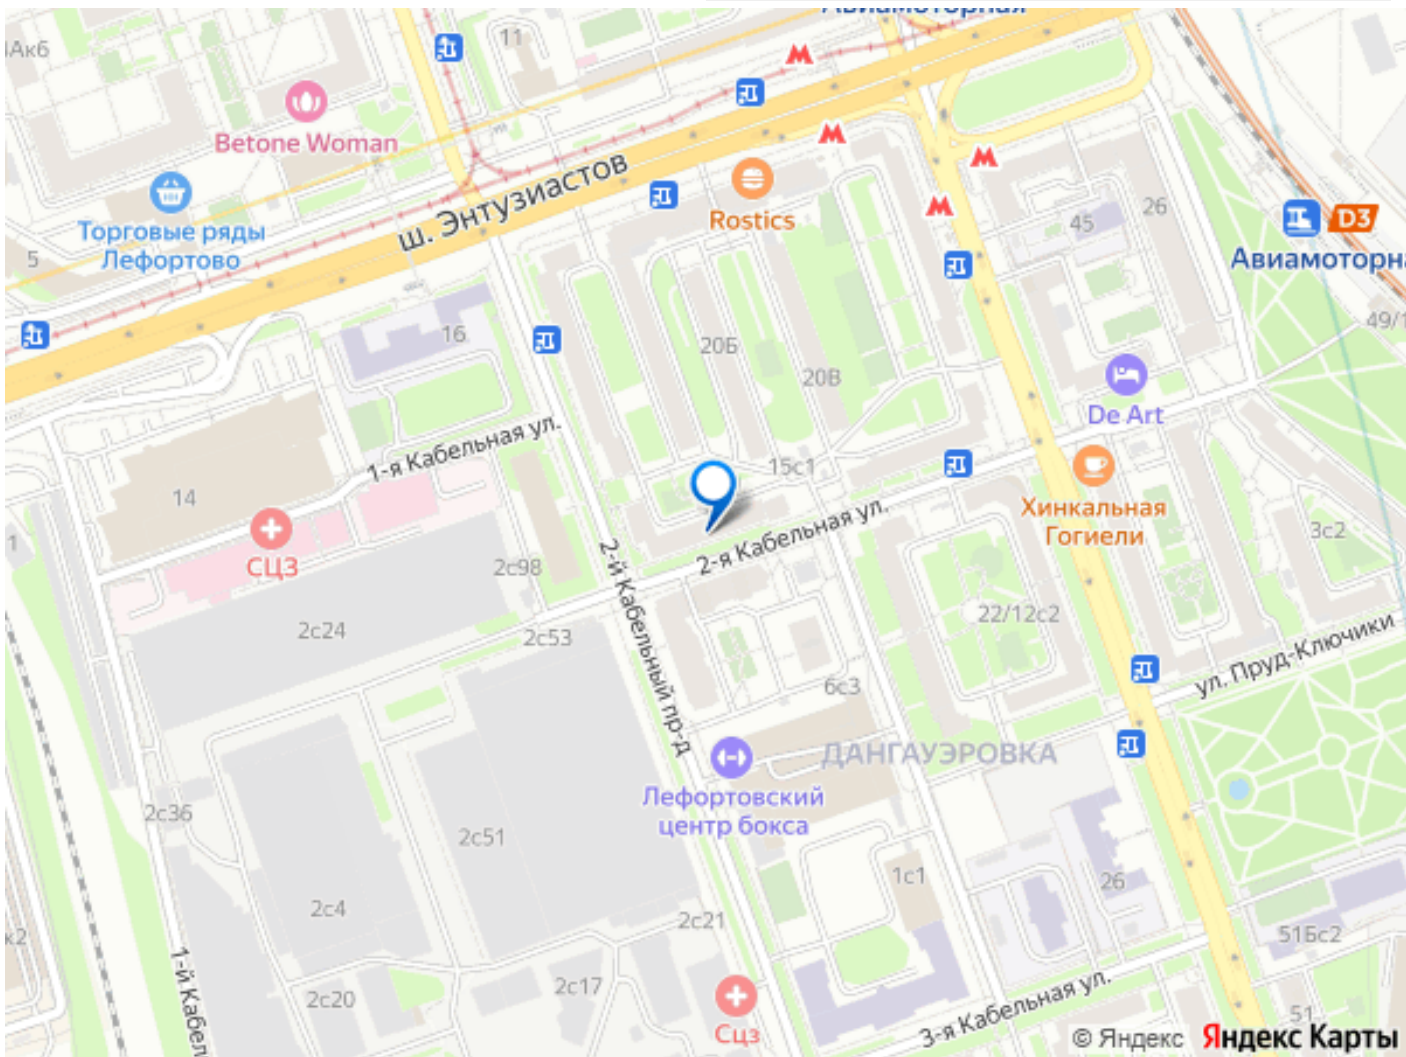 Авиамоторная
11
Betone Woman
ш. Энтузиастов
Rostics
Торговые ряды
Лефортово
5
45
26
D3
Авиамоторна
49/1
16
20Б
20В
De Art
1-я Кабельная ул.
15с1
14
Хинкальная
Гогиели
2-я Кабельная ул.
3с2
1
СЦЗ
2с98
2-й Кабельный пр-д
22/12с2
2с24
2с53
ул. Пруд-Ключики
6с3
ДАНГАУЭРОВКА
Лефортовский
центр бокса
2с36
2с51
1с1
26
2с4
2с21
51Бс2
к2
1-й Кабел
2с17
2с20
3-я Кабельная ул.
51
Сцз
© Яндекс Яндекс Карты